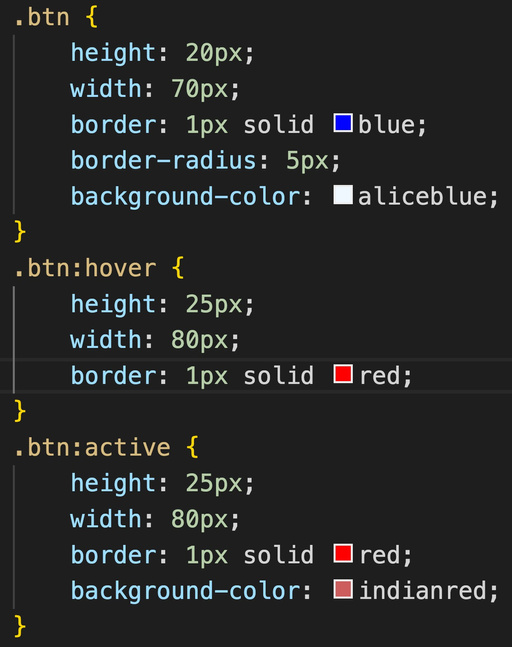 .btn {
    height: 20px;
    width: 70px;
    border: 1px solid blue;
    border-radius: 5px;
    background-color: aliceblue;
}
.btn:hover {
    height: 25px;
    width: 80px;
    border: 1px solid red;
}
.btn:active {
    height: 25px;
    width: 80px;
    border: 1px solid red;
    background-color: indianred;
}